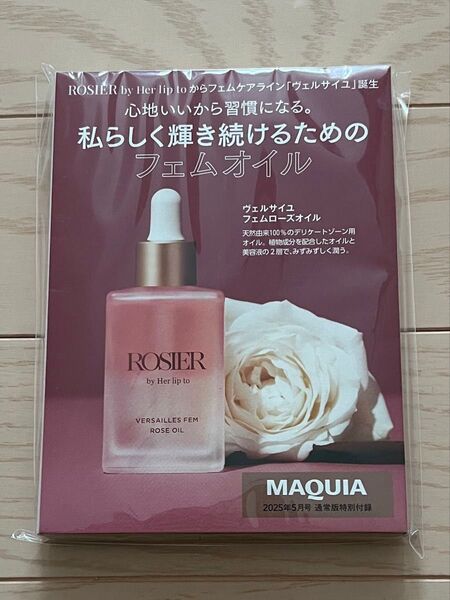 ROSIER by Her lip to からフェムケアライン「ヴェルサイユ」誕生
心地いいから習慣になる。
私らしく輝き続けるための
フェムオイル
ヴェルサイユ
フェムローズオイル
天然由来100%のデリケートゾーン用
オイル。植物成分を配合したオイルと
美容液の2層で、みずみずしく潤う。
ROSIER
by Her lip to
VERSAILLES FEM
ROSE OIL
MAQUIA
2025年5月号 通常版特別付録